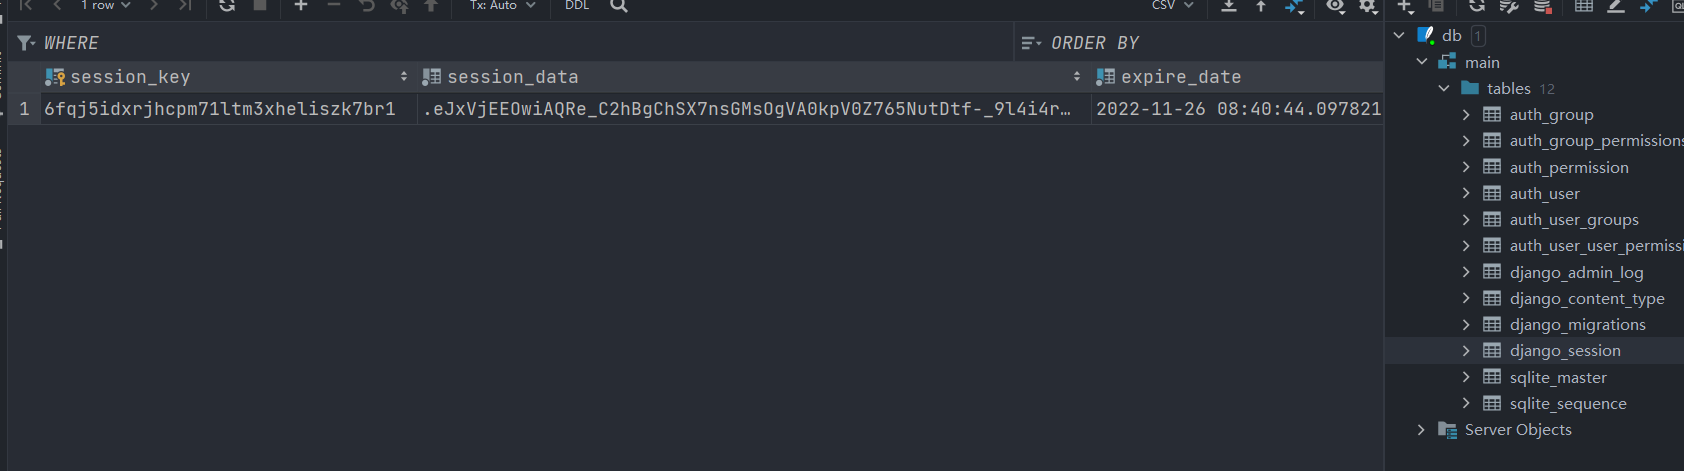 1 row
Tx: Auto
DDL
CSV
WHERE
ORDER BY
session_key
session_data
expire_date
1
6fqj5idxrjhcpm71ltm3xheliszk7br1
.eJxVjEEOwiAQRe_C2hBgChSX7nsGMsOgVA0kpV0Z765NutDtf-_9l4i4r…
2022-11-26 08:40:44.097821
db 1
main
tables 12
auth_group
auth_group_permissions
auth_permission
auth_user
auth_user_groups
auth_user_user_permissi
django_admin_log
django_content_type
django_migrations
django_session
sqlite_master
sqlite_sequence
Server Objects